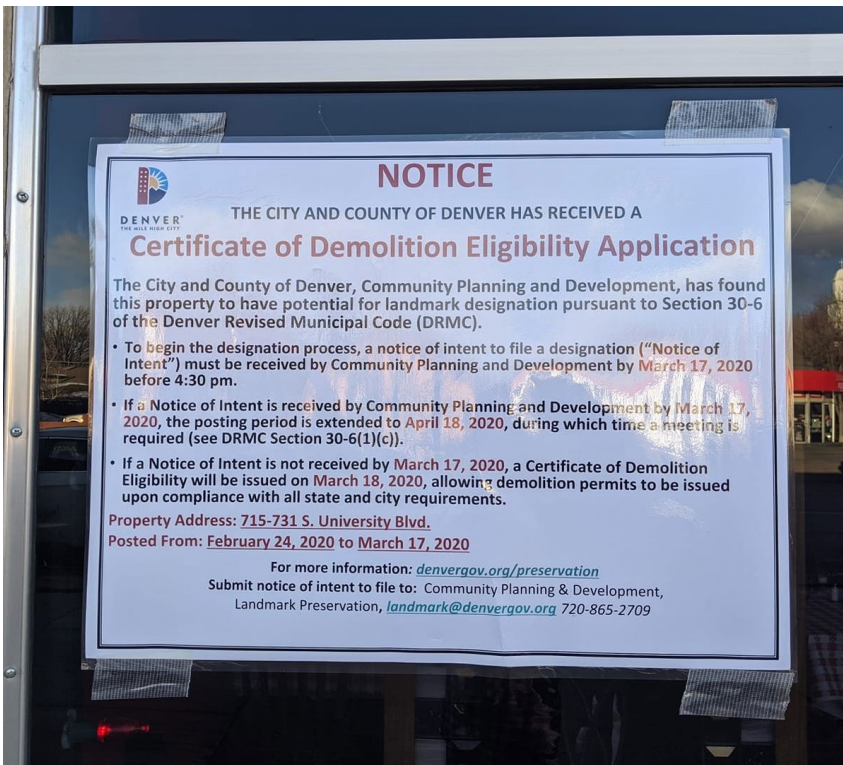 NOTICE
DENVER
THE MILE HIGH CITY
THE CITY AND COUNTY OF DENVER HAS RECEIVED A
Certificate of Demolition Eligibility Application
The City and County of Denver, Community Planning and Development, has found
this property to have potential for landmark designation pursuant to Section 30-6
of the Denver Revised Municipal Code (DRMC).
• To begin the designation process, a notice of intent to file a designation (“Notice of
Intent”) must be received by Community Planning and Development by March 17, 2020
before 4:30 pm.
• If a Notice of Intent is received by Community Planning and Development by March 17,
2020, the posting period is extended to April 18, 2020, during which time a meeting is
required (see DRMC Section 30-6(1)(c)).
• If a Notice of Intent is not received by March 17, 2020, a Certificate of Demolition
Eligibility will be issued on March 18, 2020, allowing demolition permits to be issued
upon compliance with all state and city requirements.
Property Address: 715-731 S. University Blvd.
Posted From: February 24, 2020 to March 17, 2020
For more information: denvergov.org/preservation
Submit notice of intent to file to: Community Planning & Development,
Landmark Preservation, landmark@denvergov.org 720-865-2709